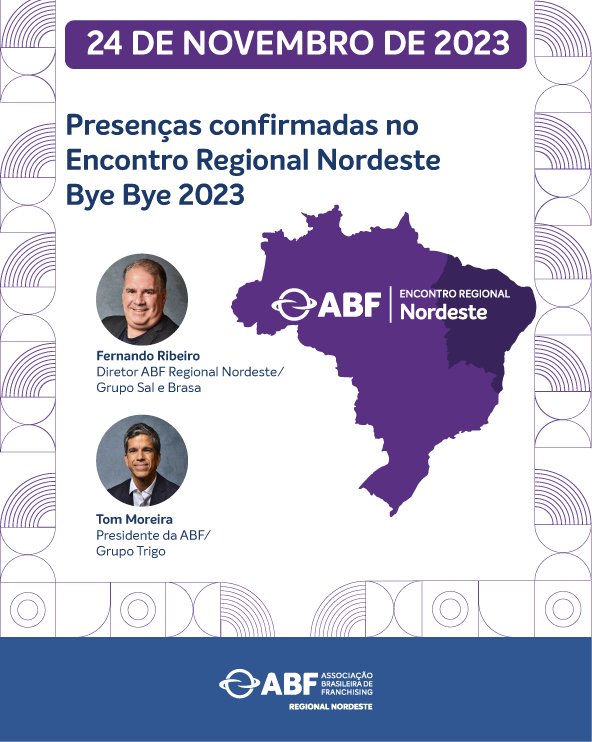 24 DE NOVEMBRO DE 2023
Presenças confirmadas no
Encontro Regional Nordeste
Bye Bye 2023
ABF
ENCONTRO REGIONAL
Nordeste
Fernando Ribeiro
Diretor ABF Regional Nordeste/
Grupo Sal e Brasa
Tom Moreira
Presidente da ABF/
Grupo Trigo
ABF
ASSOCIAÇÃO
BRASILEIRA DE
FRANCHISING
REGIONAL NORDESTE